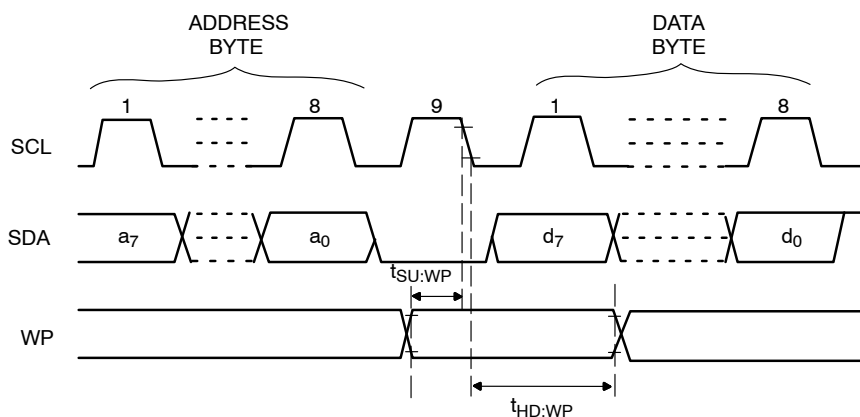 ADDRESS
BYTE
DATA
BYTE
1
8
9
1
8
SCL
SDA
a7
a0
d7
d0
tSU:WP
WP
tHD:WP